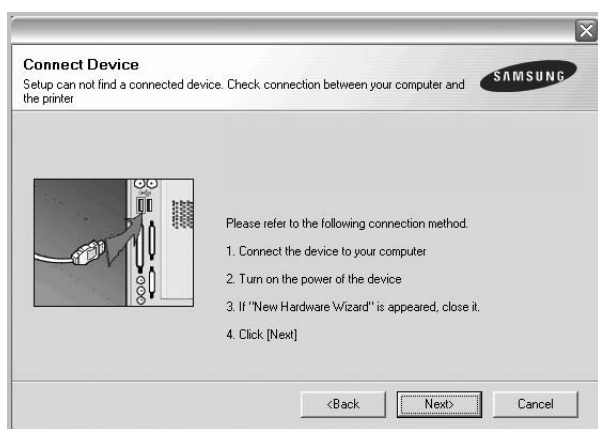 Connect Device
Setup can not find a connected device. Check connection between your computer and
the printer
SAMSUNG
Please refer to the following connection method.
1. Connect the device to your computer
2. Turn on the power of the device
3. If "New Hardware Wizard" is appeared, close it.
4. Click [Next]
<Back
Next>
Cancel